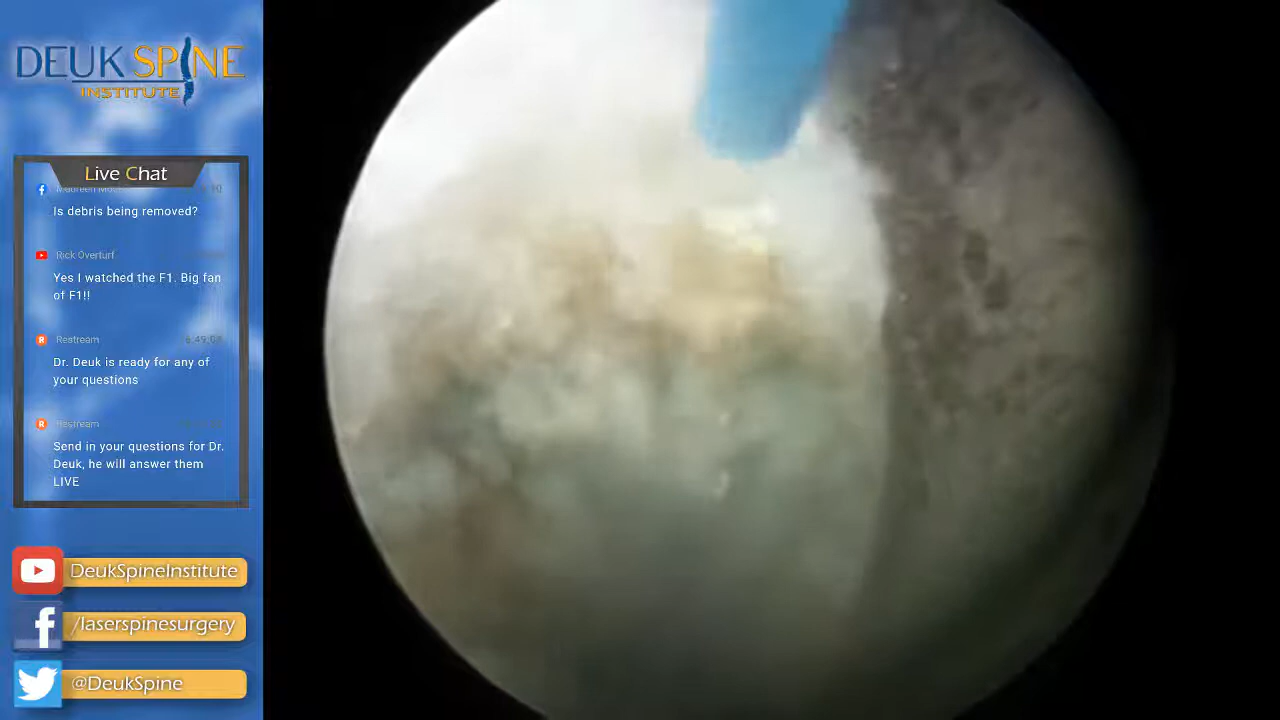 DEUK SPINE
INSTITUTE
Live Chat
Is debris being removed?
Rick Overturf
Yes I watched the F1. Big fan
of F1!!
Restream
Dr. Deuk is ready for any of
your questions
Restream
Send in your questions for Dr.
Deuk, he will answer them
LIVE
DeukSpineInstitute
/laserspinesurgery
@DeukSpine